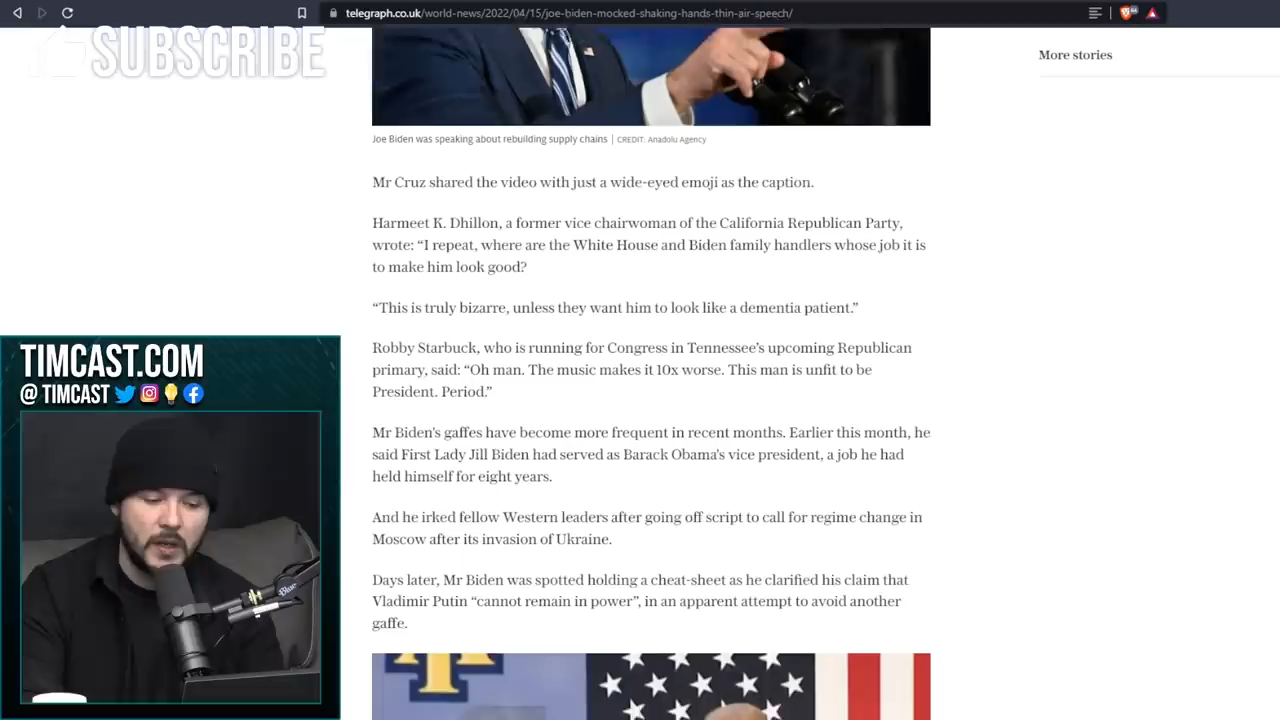 telegraph.co.uk/world-news/2022/04/15/joe-biden-mocked-shaking-hands-thin-air-speech/
SUBSCRIBE
More stories
Joe Biden was speaking about rebuilding supply chains | CREDIT: Anadolu Agency
Mr Cruz shared the video with just a wide-eyed emoji as the caption.
Harmeet K. Dhillon, a former vice chairwoman of the California Republican Party,
wrote: “I repeat, where are the White House and Biden family handlers whose job it is
to make him look good?
“This is truly bizarre, unless they want him to look like a dementia patient.”
Robby Starbuck, who is running for Congress in Tennessee’s upcoming Republican
primary, said: “Oh man. The music makes it 10x worse. This man is unfit to be
President. Period.”
Mr Biden’s gaffes have become more frequent in recent months. Earlier this month, he
said First Lady Jill Biden had served as Barack Obama’s vice president, a job he had
held himself for eight years.
And he irked fellow Western leaders after going off script to call for regime change in
Moscow after its invasion of Ukraine.
Days later, Mr Biden was spotted holding a cheat-sheet as he clarified his claim that
Vladimir Putin “cannot remain in power”, in an apparent attempt to avoid another
gaffe.
TIMCAST.COM
@ TIMCAST
Blue